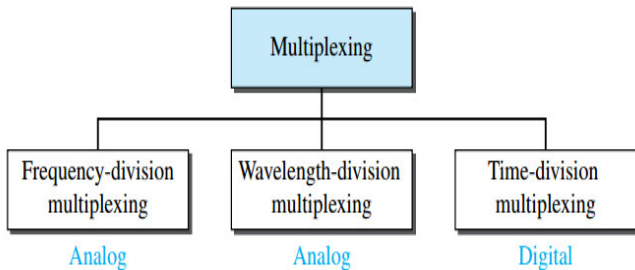 Multiplexing
Frequency-division
multiplexing
Wavelength-division
multiplexing
Time-division
multiplexing
Analog
Analog
Digital